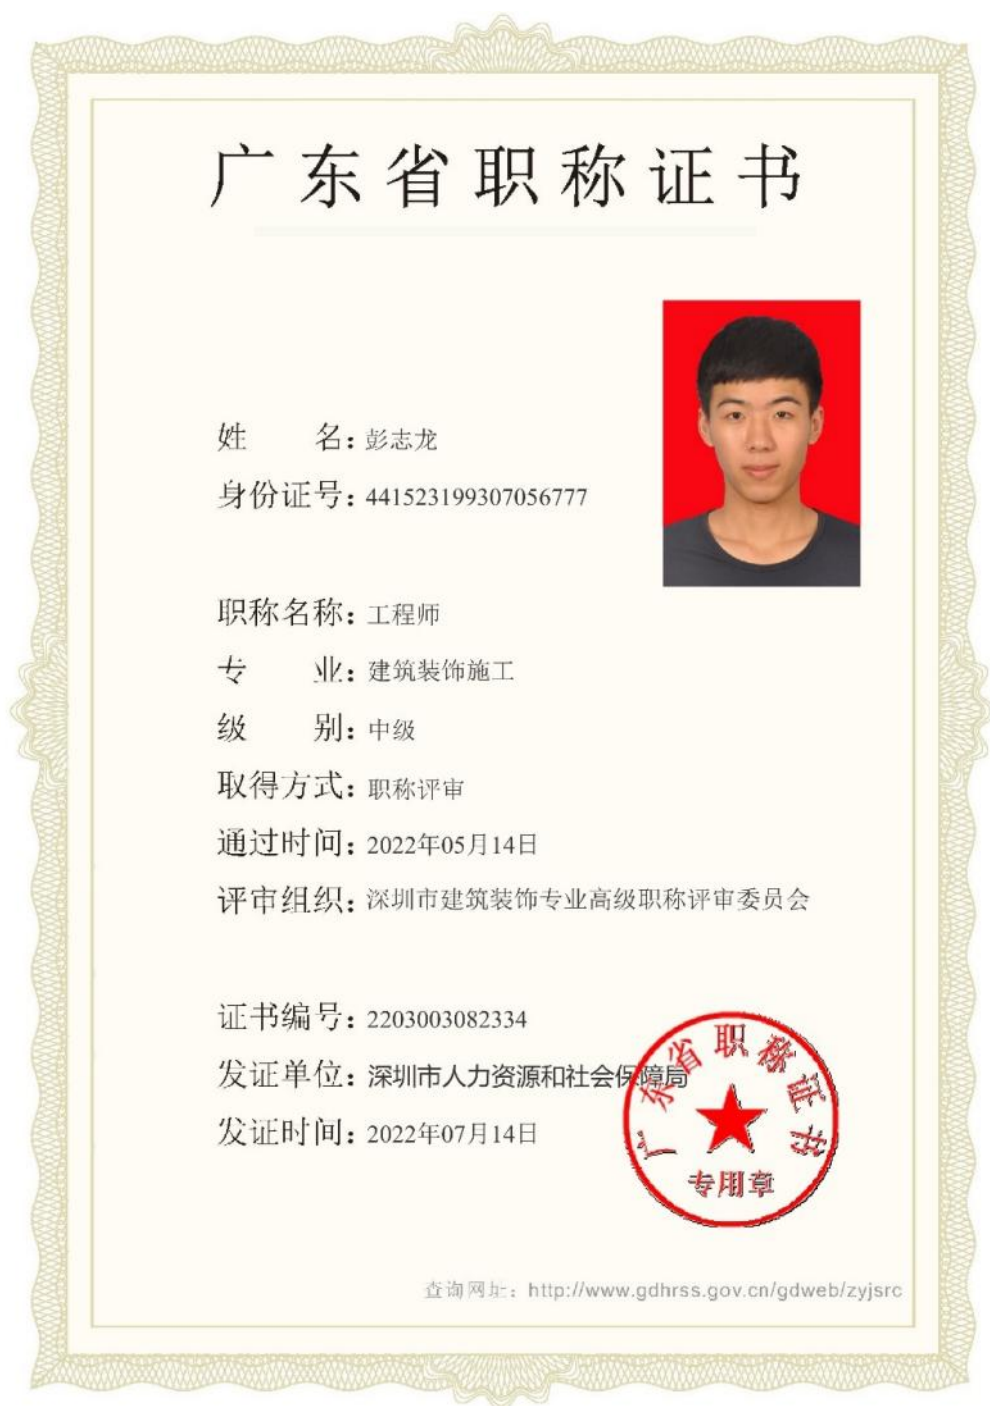 广东省职称证书
姓 名：彭志龙
身份证号：441523199307056777
职称名称：工程师
专 业：建筑装饰施工
级 别：中级
取得方式：职称评审
通过时间：2022年05月14日
评审组织：深圳市建筑装饰专业高级职称评审委员会
证书编号：2203003082334
发证单位：深圳市人力资源和社会保障局
发证时间：2022年07月14日
广东省职称证书
专用章
查询网址：http://www.gdhrss.gov.cn/gdweb/zyjsrc